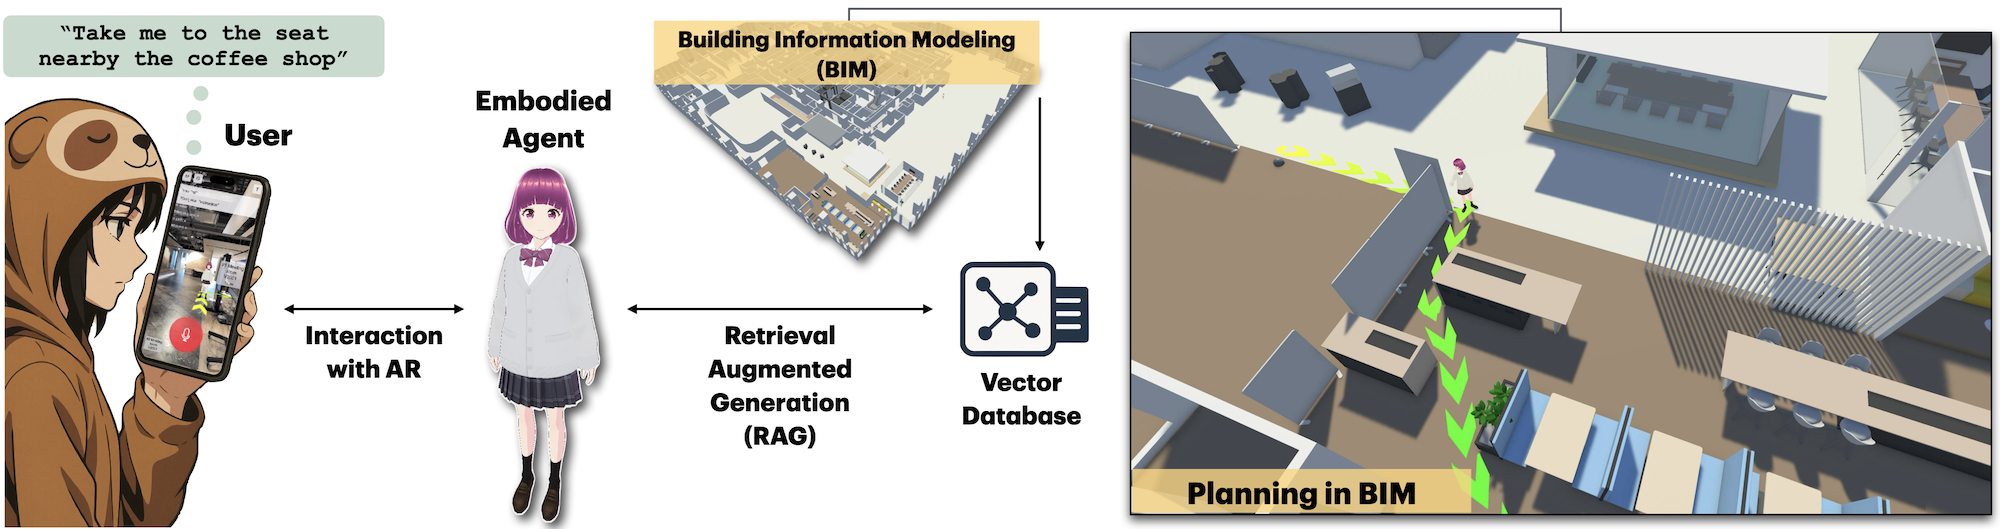 “Take me to the seat
nearby the coffee shop”
User
Interaction
with AR
Embodied
Agent
Retrieval
Augmented
Generation
(RAG)
Building Information Modeling
(BIM)
Vector
Database
Planning in BIM